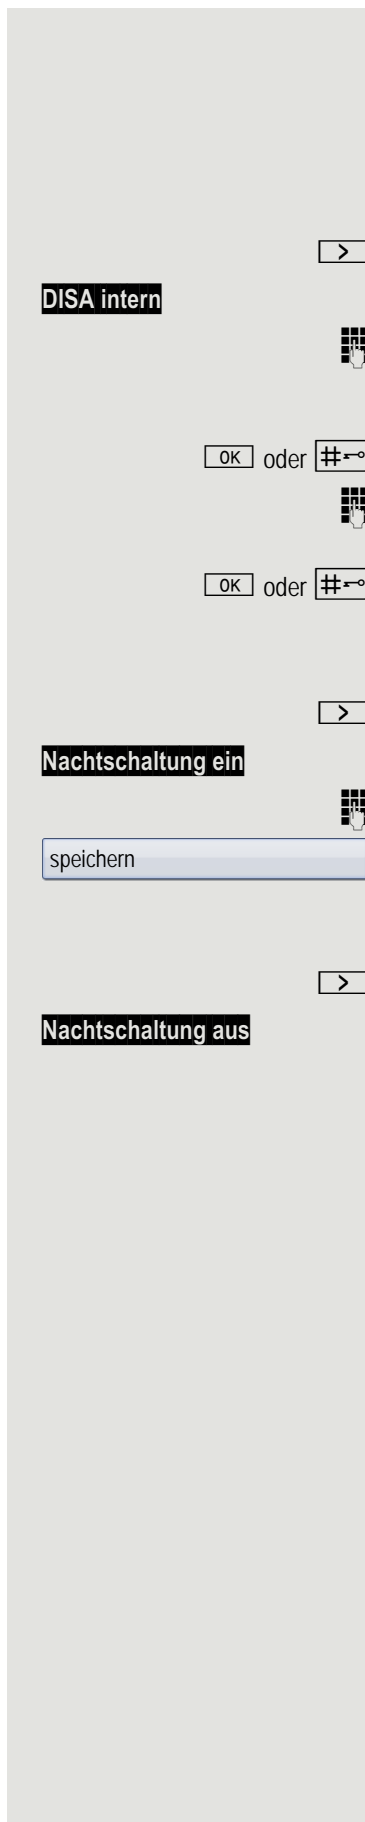 >
DISA intern
OK oder #
OK oder #
>
Nachtschaltung ein
speichern
>
Nachtschaltung aus